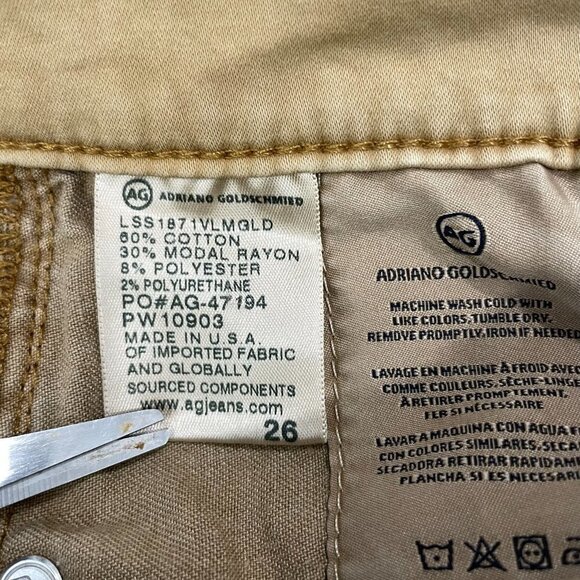 AG ADRIANO GOLDSCHMIED
LSS1871VLMGLD
60% COTTON
30% MODAL RAYON
8% POLYESTER
2% POLYURETHANE
PO#AG-47194
PW10903
MADE IN U.S.A.
OF IMPORTED FABRIC
AND GLOBALLY
SOURCED COMPONENTS
www.agjeans.com
26
AG
ADRIANO GOLDSCHMIED
MACHINE WASH COLD WITH
LIKE COLORS. TUMBLE DRY.
REMOVE PROMPTLY. IRON IF NEEDED
LAVAGE EN MACHINE À FROID AVEC
COMME COULEURS. SÈCHE-LINGE
À RETIRER PROMPTEMENT.
FER SI NÉCESSAIRE
LAVAR A MAQUINA CON AGUA
CON COLORES SIMILARES.
SECADORA RETIRAR
PLANCHA SI ES NECESARIO